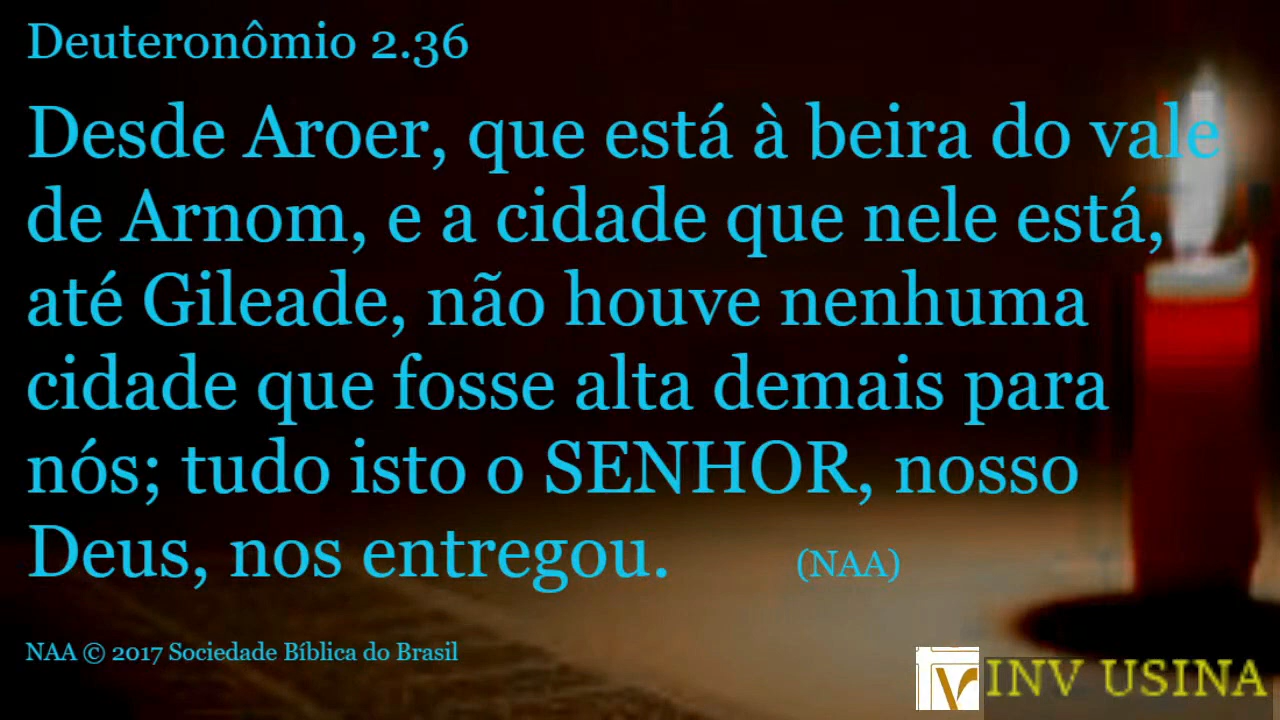 Deuteronômio 2.36
Desde Aroer, que está à beira do vale
de Arnom, e a cidade que nele está,
até Gileade, não houve nenhuma
cidade que fosse alta demais para
nós; tudo isto o SENHOR, nosso
Deus, nos entregou. (NAA)
NAA © 2017 Sociedade Bíblica do Brasil
INV USINA